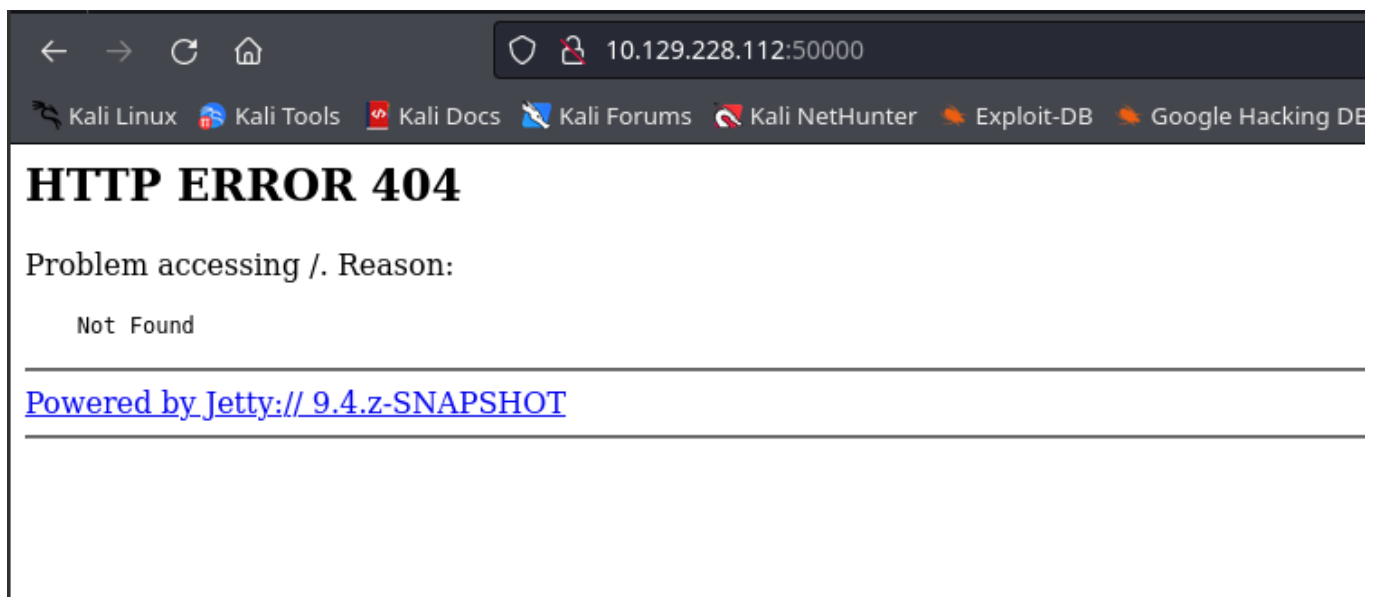 10.129.228.112:50000
Kali Linux Kali Tools Kali Docs Kali Forums Kali NetHunter Exploit-DB Google Hacking DB
HTTP ERROR 404
Problem accessing /. Reason:
Not Found
Powered by Jetty:// 9.4.z-SNAPSHOT